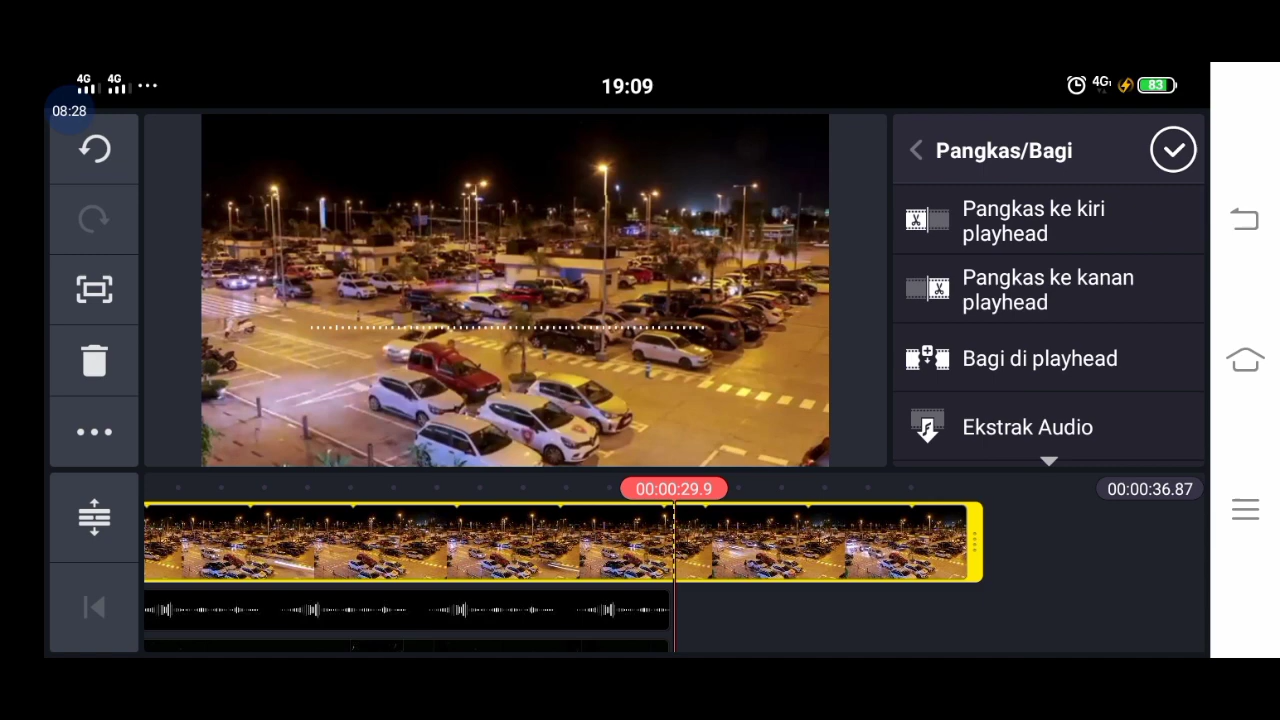 4G 4G
19:09
4G
83
08:28
Pangkas/Bagi
Pangkas ke kiri
playhead
Pangkas ke kanan
playhead
Bagi di playhead
Ekstrak Audio
00:00:29.9
00:00:36.87